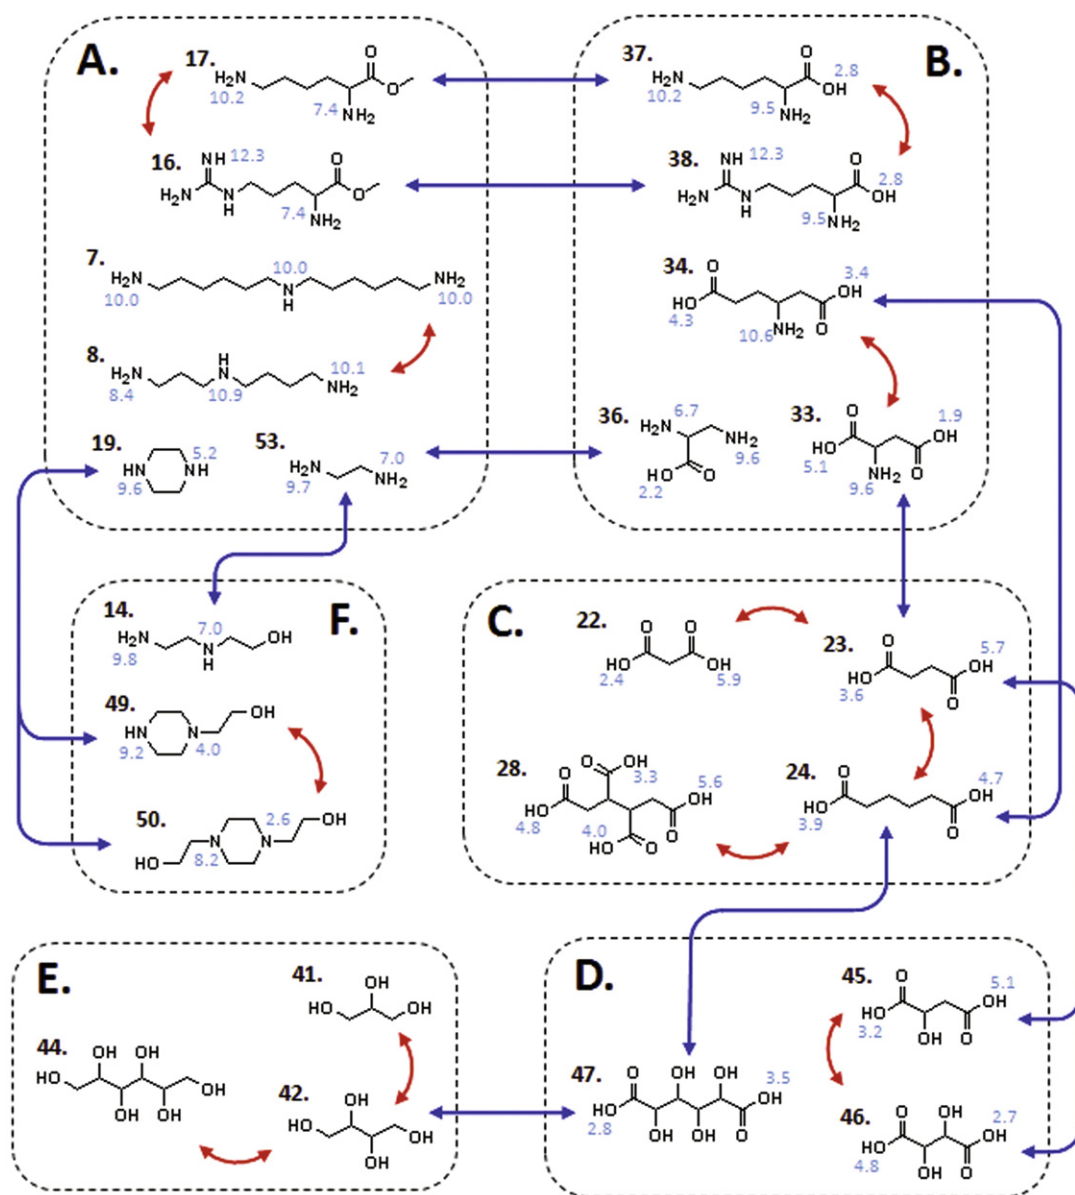 A.
17.
H₂N
10.2
7.4
NH₂
O
O
16.
NH
12.3
NH₂
N
H
7.4
NH₂
O
O
7.
H₂N
10.0
10.0
N
H
NH₂
10.0
8.
H₂N
8.4
H
N
10.9
10.1
NH₂
19.
5.2
HN
NH
9.6
53.
H₂N
9.7
7.0
NH₂
B.
37.
H₂N
10.2
9.5
NH₂
O
2.8
OH
38.
NH
12.3
NH₂
N
H
9.5
NH₂
O
2.8
OH
34.
O
HO
4.3
10.6
NH₂
3.4
OH
O
36.
H₂N
6.7
NH₂
9.6
HO
O
2.2
33.
O
HO
5.1
NH₂
9.6
1.9
OH
O
F.
14.
H₂N
9.8
7.0
N
H
OH
49.
HN
9.2
N
4.0
OH
50.
2.6
OH
N
N
8.2
HO
C.
22.
O
O
HO
2.4
OH
5.9
23.
O
HO
3.6
5.7
OH
O
28.
O
HO
4.8
O
OH
3.3
5.6
OH
O
4.0
HO
O
24.
O
HO
3.9
4.7
OH
O
E.
41.
OH
HO
OH
44.
OH
OH
HO
OH
OH
OH
42.
OH
HO
OH
OH
D.
45.
O
HO
3.2
OH
5.1
OH
O
47.
O
OH
OH
HO
2.8
OH
OH
3.5
OH
O
46.
O
OH
HO
4.8
OH
2.7
OH
O